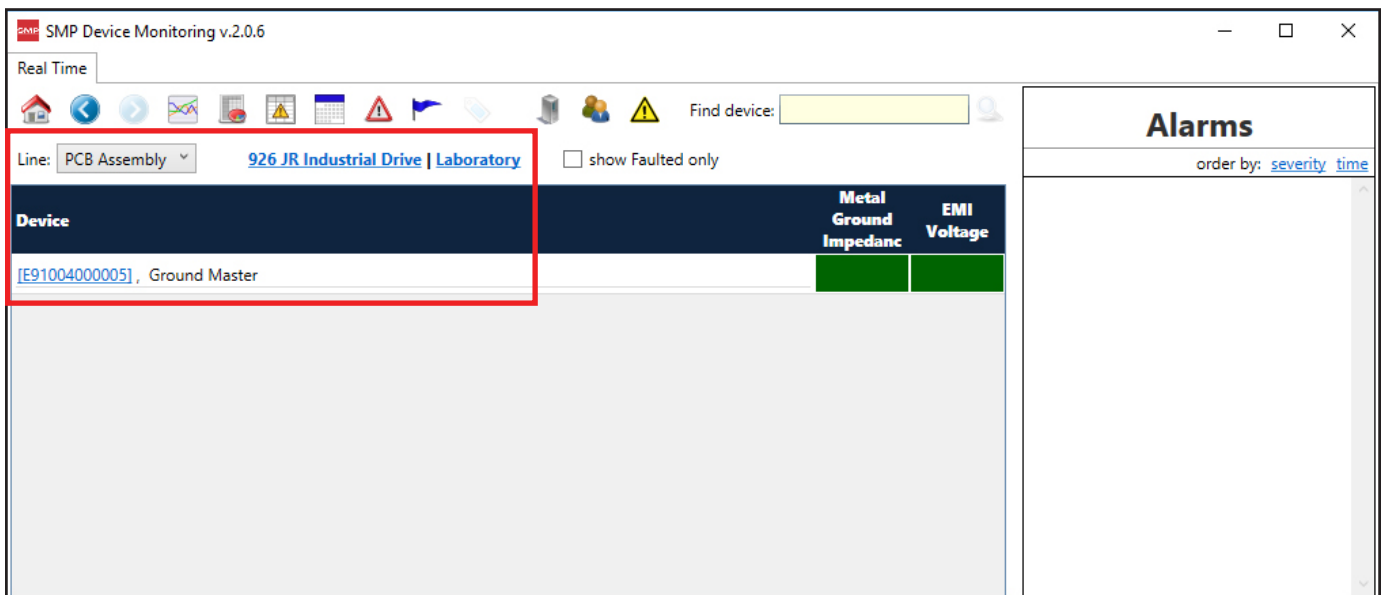 SMP SMP Device Monitoring v.2.0.6
Real Time
Find device:
Line: PCB Assembly 926 JR Industrial Drive | Laboratory show Faulted only
Device
Metal
Ground
Impedanc
EMI
Voltage
[E91004000005] , Ground Master
Alarms
order by: severity time